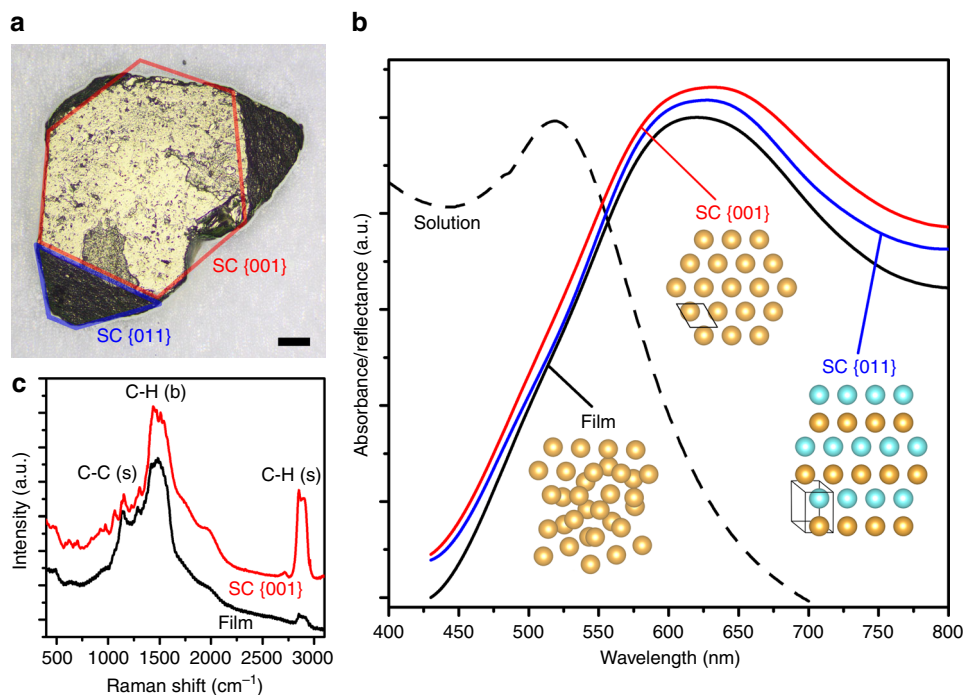 a
SC {001}
SC {011}
b
Absorbance/reflectance (a.u.)
Solution
SC {001}
SC {011}
Film
400 450 500 550 600 650 700 750 800
Wavelength (nm)
c
Intensity (a.u.)
C-H (b)
C-C (s)
C-H (s)
SC {001}
Film
500 1000 1500 2000 2500 3000
Raman shift (cm⁻¹)